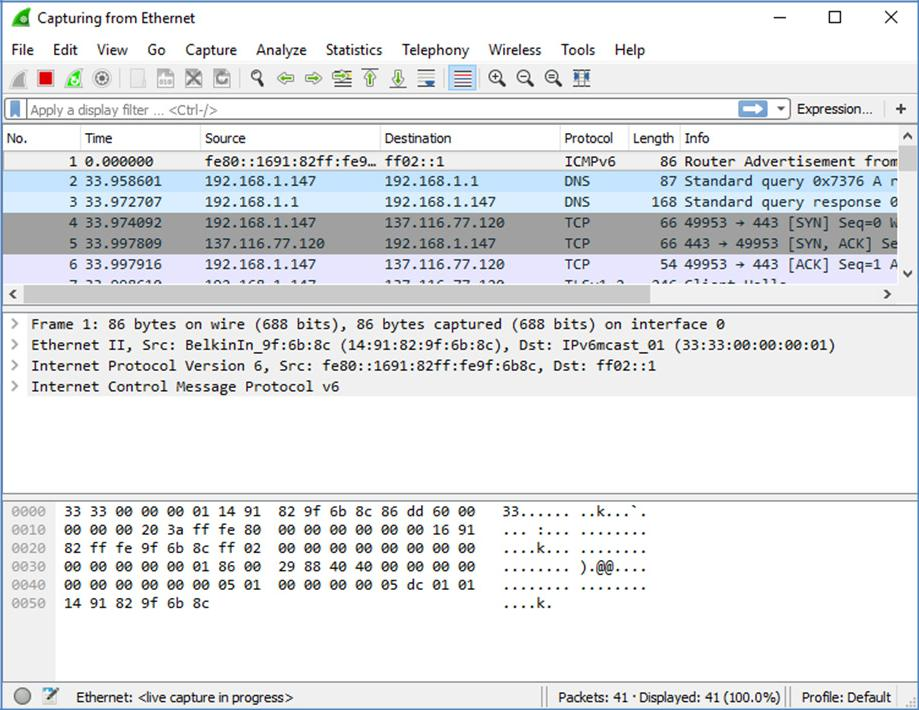 Capturing from Ethernet
File Edit View Go Capture Analyze Statistics Telephony Wireless Tools Help
Apply a display filter ... <Ctrl-/> Expression... +
No. Time Source Destination Protocol Length Info
1 0.000000 fe80::1691:82ff:fe9… ff02::1 ICMPv6 86 Router Advertisement from
2 33.958601 192.168.1.147 192.168.1.1 DNS 87 Standard query 0x7376 A r
3 33.972707 192.168.1.1 192.168.1.147 DNS 168 Standard query response 0
4 33.974092 192.168.1.147 137.116.77.120 TCP 66 49953 → 443 [SYN] Seq=0 W
5 33.997809 137.116.77.120 192.168.1.147 TCP 66 443 → 49953 [SYN, ACK] Se
6 33.997916 192.168.1.147 137.116.77.120 TCP 54 49953 → 443 [ACK] Seq=1 A
Frame 1: 86 bytes on wire (688 bits), 86 bytes captured (688 bits) on interface 0
Ethernet II, Src: BelkinIn_9f:6b:8c (14:91:82:9f:6b:8c), Dst: IPv6mcast_01 (33:33:00:00:00:01)
Internet Protocol Version 6, Src: fe80::1691:82ff:fe9f:6b8c, Dst: ff02::1
Internet Control Message Protocol v6
0000 33 33 00 00 00 01 14 91 82 9f 6b 8c 86 dd 60 00 33...... ..k...`.
0010 00 00 00 20 3a ff fe 80 00 00 00 00 00 00 16 91 ... :... ........
0020 82 ff fe 9f 6b 8c ff 02 00 00 00 00 00 00 00 00 ....k... ........
0030 00 00 00 00 00 01 86 00 29 88 40 40 00 00 00 00 ........ ).@@....
0040 00 00 00 00 00 00 05 01 00 00 00 00 05 dc 01 01 ........ ........
0050 14 91 82 9f 6b 8c ....k.
Ethernet: <live capture in progress> Packets: 41 · Displayed: 41 (100.0%) Profile: Default